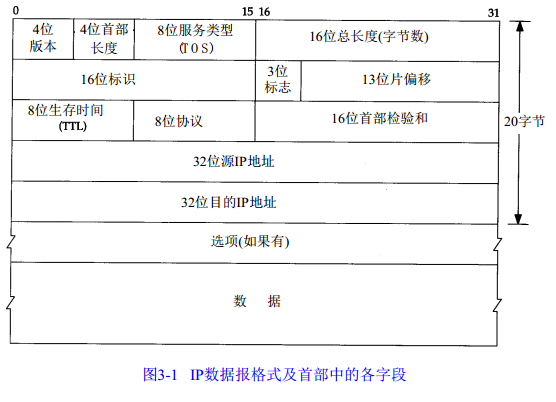 0 15 16 31
4位版本 4位首部长度 8位服务类型(TOS) 16位总长度(字节数)
16位标识 3位标志 13位片偏移
8位生存时间(TTL) 8位协议 16位首部检验和
20字节
32位源IP地址
32位目的IP地址
选项(如果有)
数 据
图3-1 IP数据报格式及首部中的各字段